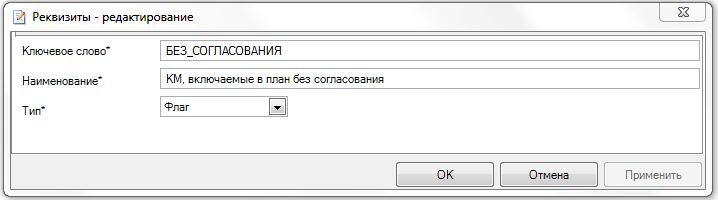 Реквизиты - редактирование
Ключевое слово* БЕЗ_СОГЛАСОВАНИЯ
Наименование* КМ, включаемые в план без согласования
Тип* Флаг
OK Отмена Применить